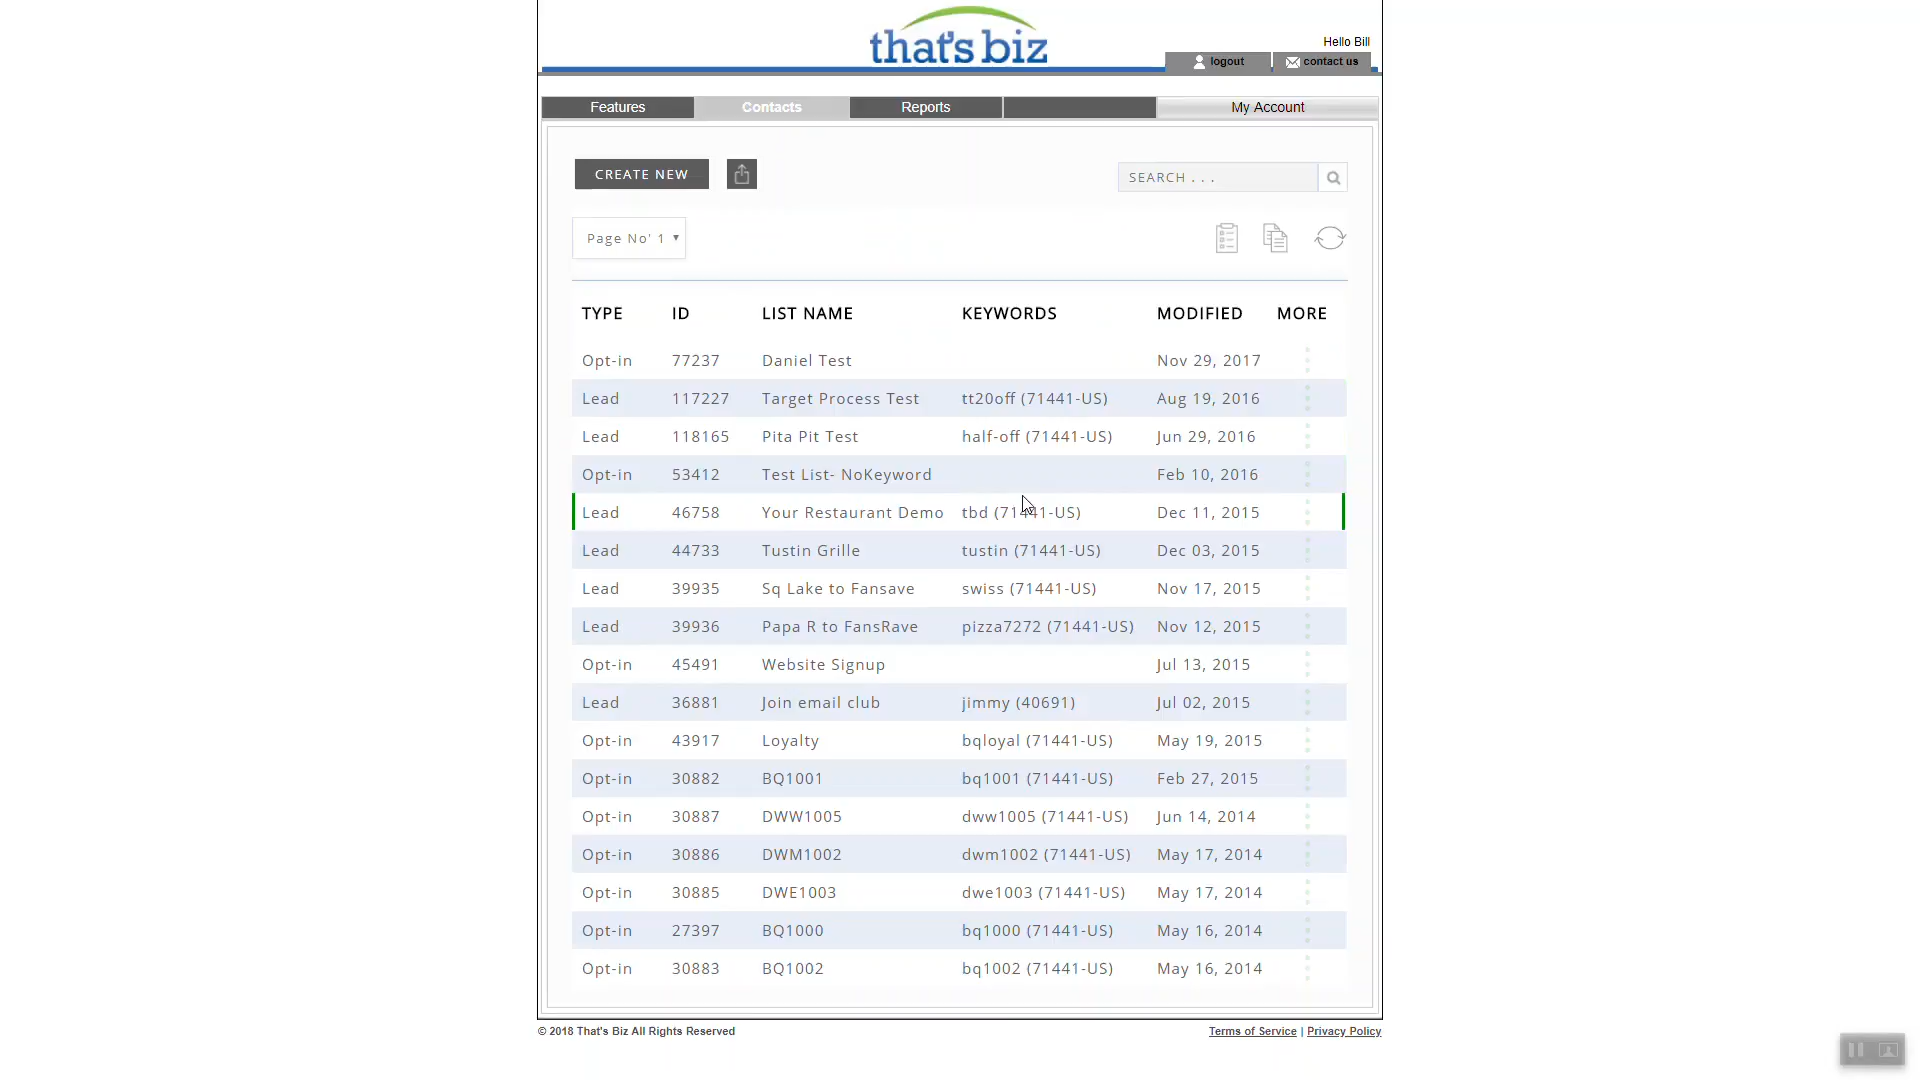 that's biz
Hello Bill
logout contact us
Features Contacts Reports My Account
CREATE NEW SEARCH . . .
Page No' 1
TYPE ID LIST NAME KEYWORDS MODIFIED MORE
Opt-in 77237 Daniel Test Nov 29, 2017
Lead 117227 Target Process Test tt20off (71441-US) Aug 19, 2016
Lead 118165 Pita Pit Test half-off (71441-US) Jun 29, 2016
Opt-in 53412 Test List- NoKeyword Feb 10, 2016
Lead 46758 Your Restaurant Demo tbd (71441-US) Dec 11, 2015
Lead 44733 Tustin Grille tustin (71441-US) Dec 03, 2015
Lead 39935 Sq Lake to Fansave swiss (71441-US) Nov 17, 2015
Lead 39936 Papa R to FansRave pizza7272 (71441-US) Nov 12, 2015
Opt-in 45491 Website Signup Jul 13, 2015
Lead 36881 Join email club jimmy (40691) Jul 02, 2015
Opt-in 43917 Loyalty bqloyal (71441-US) May 19, 2015
Opt-in 30882 BQ1001 bq1001 (71441-US) Feb 27, 2015
Opt-in 30887 DWW1005 dww1005 (71441-US) Jun 14, 2014
Opt-in 30886 DWM1002 dwm1002 (71441-US) May 17, 2014
Opt-in 30885 DWE1003 dwe1003 (71441-US) May 17, 2014
Opt-in 27397 BQ1000 bq1000 (71441-US) May 16, 2014
Opt-in 30883 BQ1002 bq1002 (71441-US) May 16, 2014
© 2018 That's Biz All Rights Reserved Terms of Service | Privacy Policy